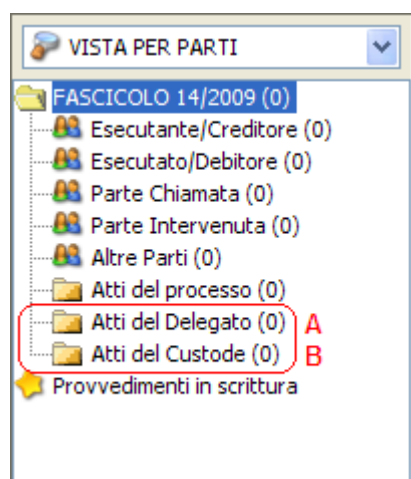 VISTA PER PARTI
FASCICOLO 14/2009 (0)
Esecutante/Creditore (0)
Esecutato/Debitore (0)
Parte Chiamata (0)
Parte Intervenuta (0)
Altre Parti (0)
Atti del processo (0)
Atti del Delegato (0) A
Atti del Custode (0) B
Provvedimenti in scrittura